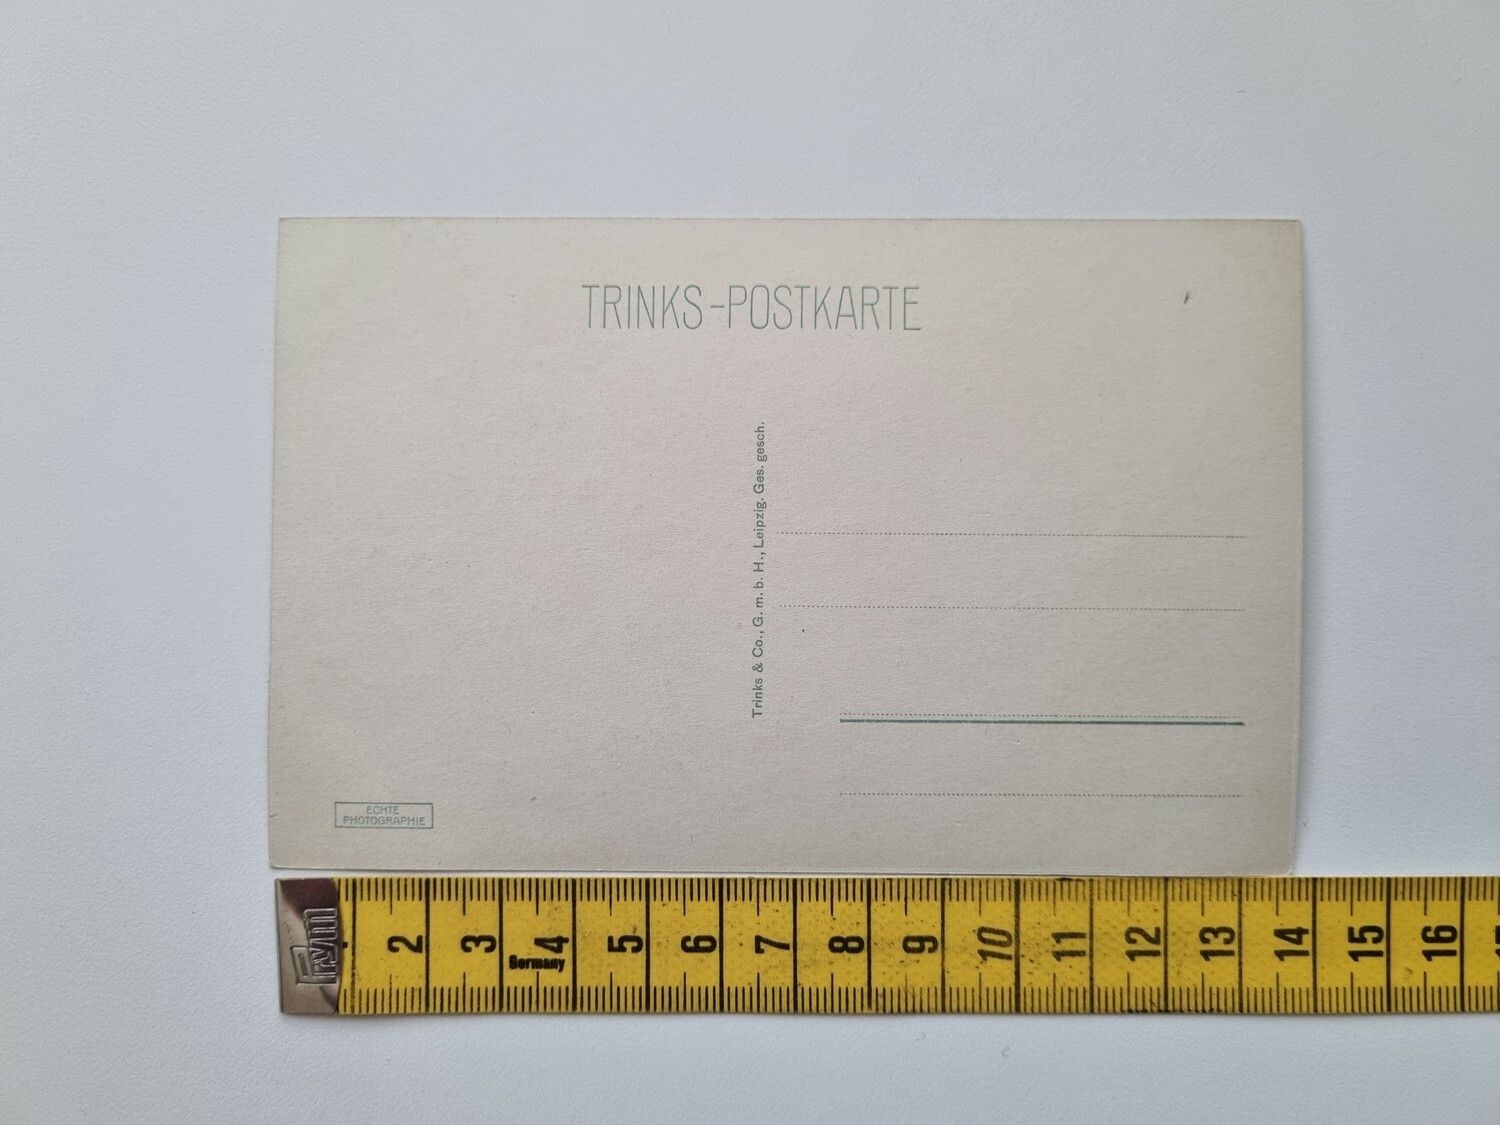 TRINKS-POSTKARTE
Trinks & Co., G. m. b. H., Leipzig. Ges. gesch.
ECHTE
PHOTOGRAPHIE
Prym
2 3 4 5 6 7 8 9 10 11 12 13 14 15 16
Germany